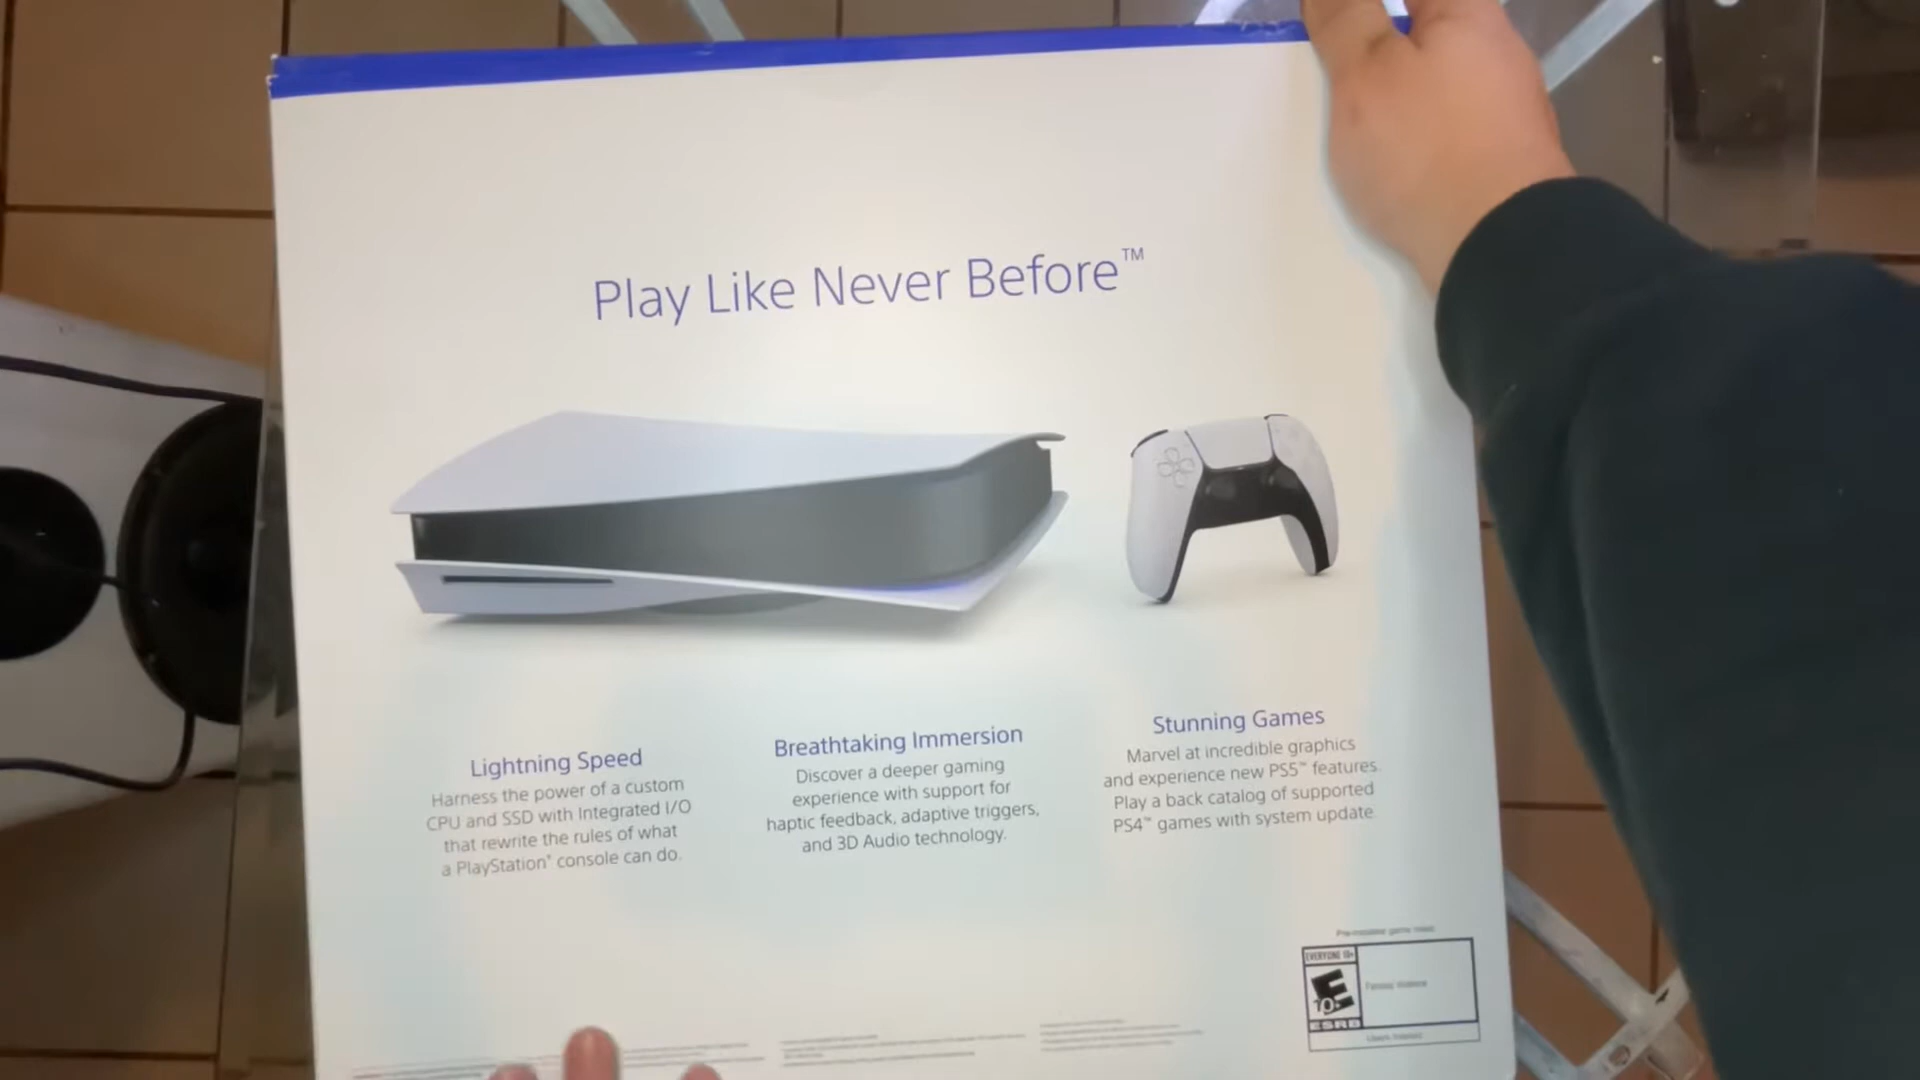 Play Like Never Before™
Lightning Speed
Harness the power of a custom
CPU and SSD with Integrated I/O
that rewrite the rules of what
a PlayStation® console can do.
Breathtaking Immersion
Discover a deeper gaming
experience with support for
haptic feedback, adaptive triggers,
and 3D Audio technology.
Stunning Games
Marvel at incredible graphics
and experience new PS5™ features.
Play a back catalog of supported
PS4™ games with system update.
EVERYONE 10+
E
10+
ESRB